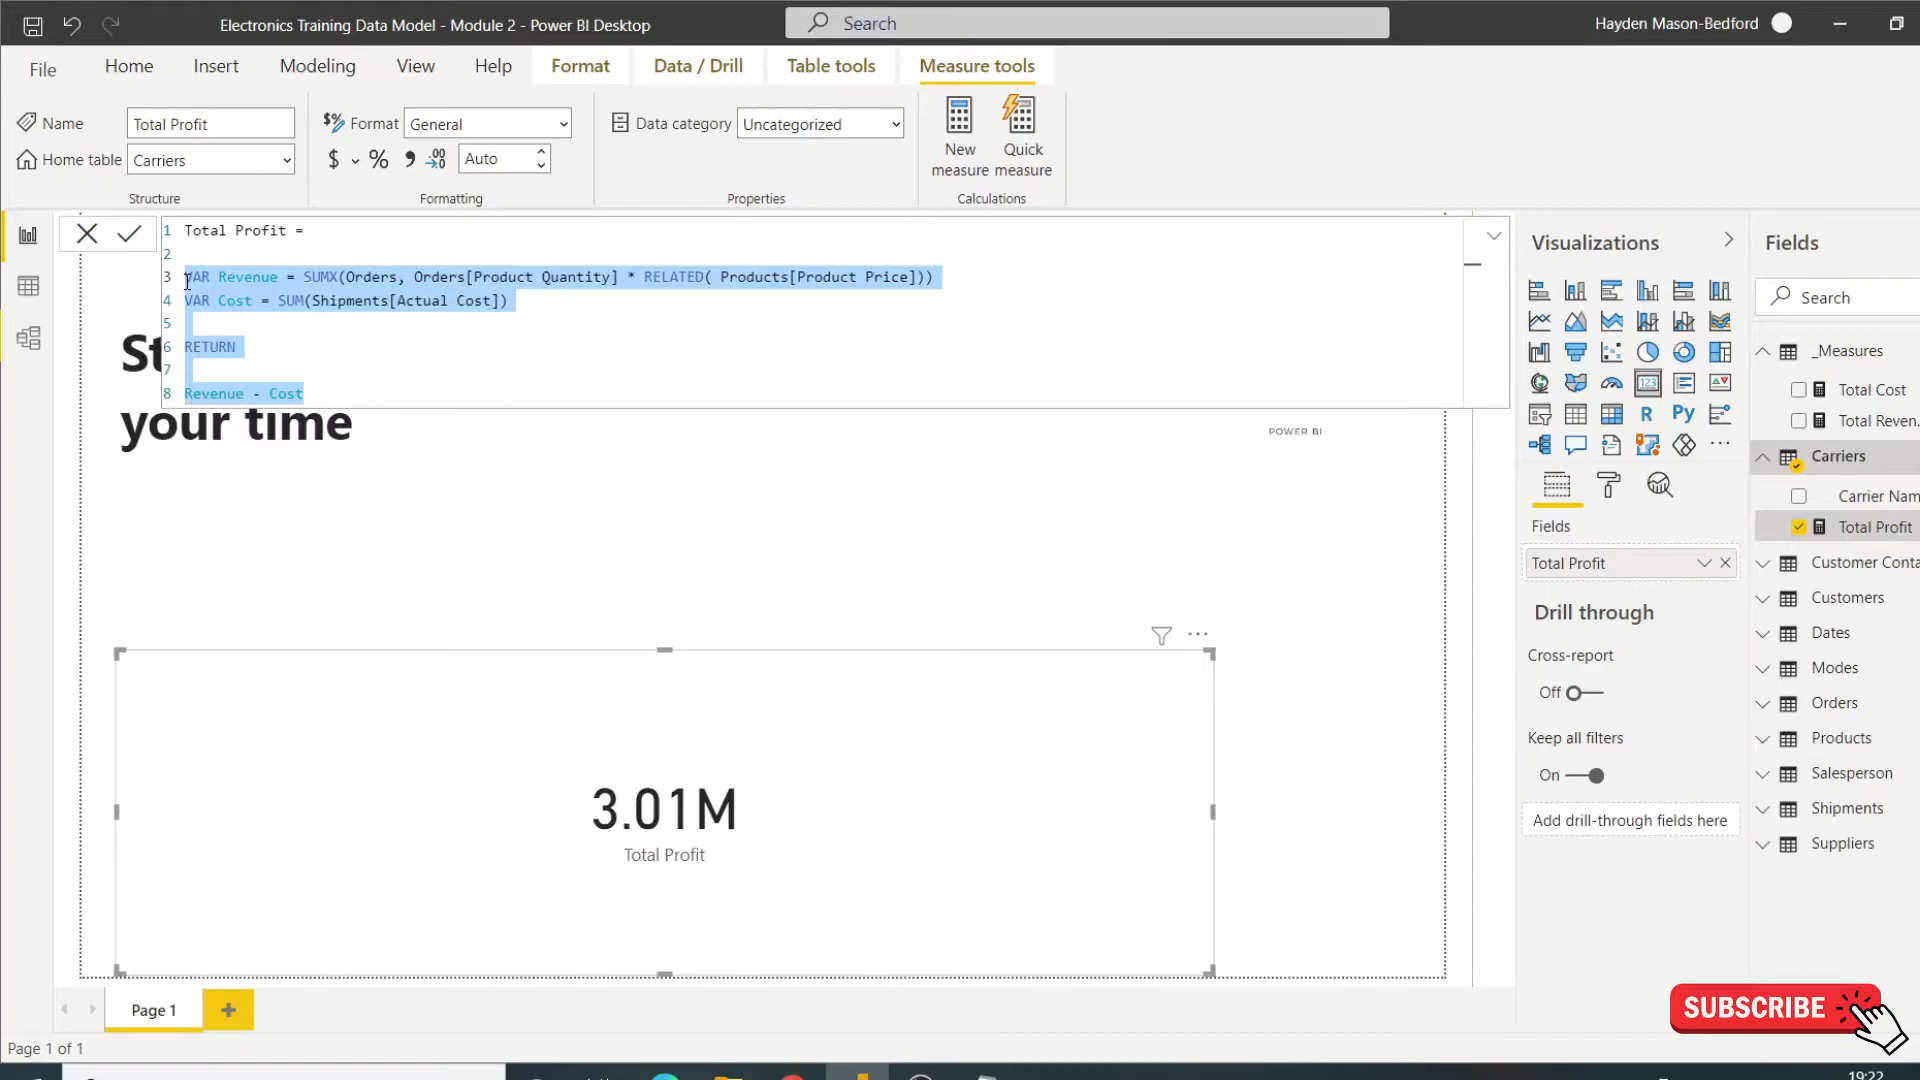 Electronics Training Data Model - Module 2 - Power BI Desktop
Search
Hayden Mason-Bedford
File
Home
Insert
Modeling
View
Help
Format
Data / Drill
Table tools
Measure tools
Name
Total Profit
Home table
Carriers
Structure
Format
General
$
%
Auto
Formatting
Data category
Uncategorized
Properties
New measure
Quick measure
Calculations
1 Total Profit =
2
3 VAR Revenue = SUMX(Orders, Orders[Product Quantity] * RELATED( Products[Product Price]))
4 VAR Cost = SUM(Shipments[Actual Cost])
5
6 RETURN
7
8 Revenue - Cost
your time
POWER BI
3.01M
Total Profit
Visualizations
123
R
Py
Fields
Total Profit
Drill through
Cross-report
Off
Keep all filters
On
Add drill-through fields here
Fields
Search
_Measures
Total Cost
Total Reven...
Carriers
Carrier Nam
Total Profit
Customer Conta
Customers
Dates
Modes
Orders
Products
Salesperson
Shipments
Suppliers
Page 1
Page 1 of 1
SUBSCRIBE
19:22